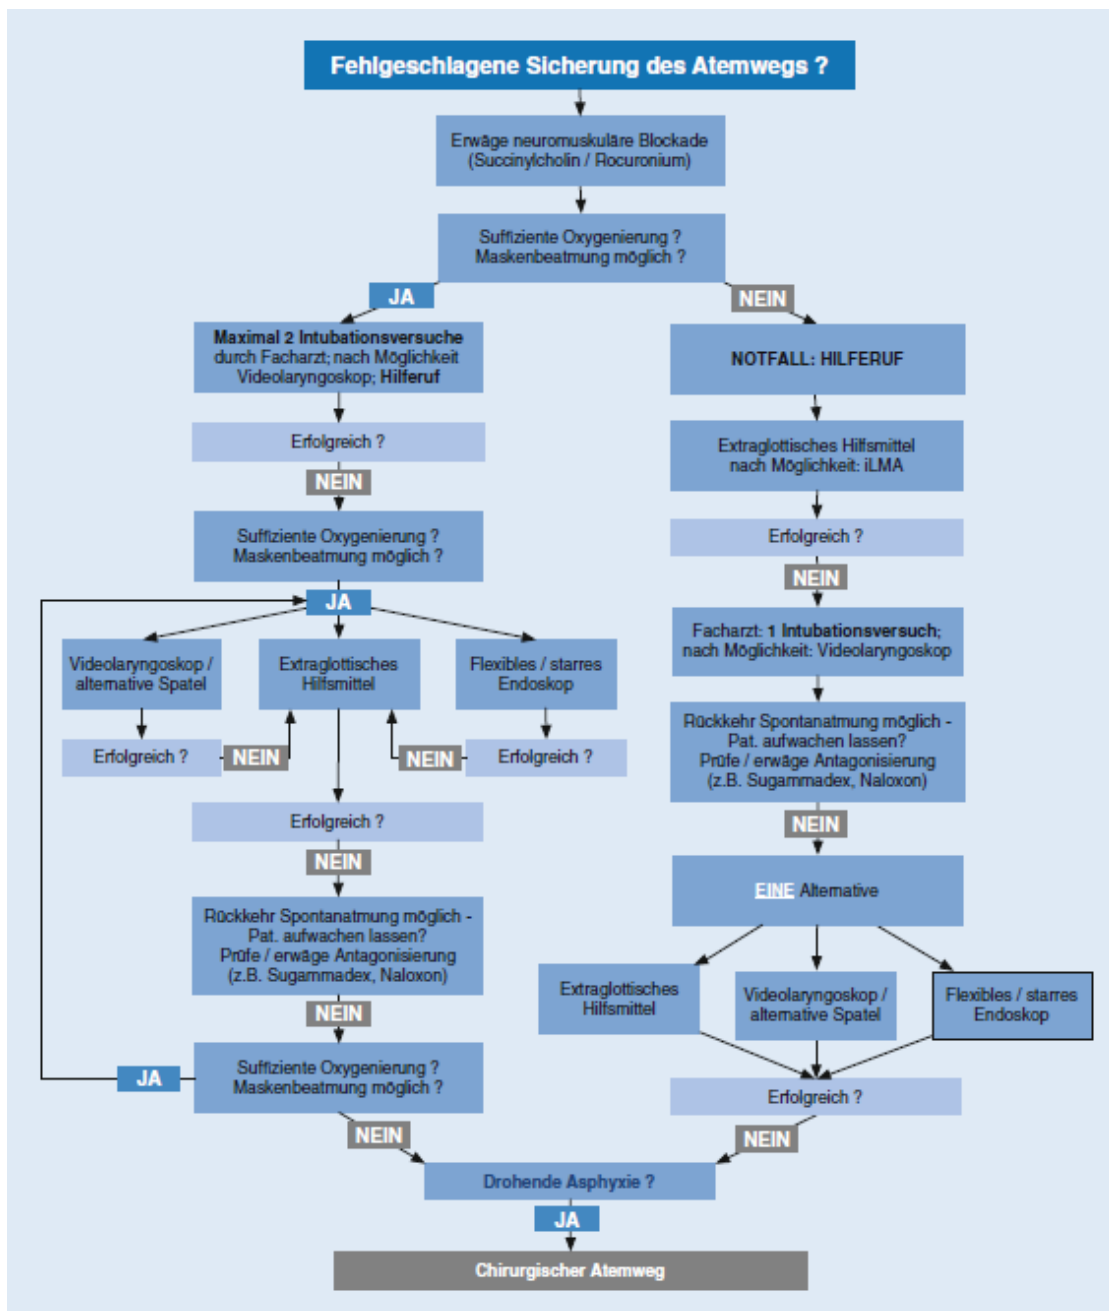 Fehlgeschlagene Sicherung des Atemwegs ?
Erwäge neuromuskuläre Blockade
(Succinylcholin / Rocuronium)
Suffiziente Oxygenierung ?
Maskenbeatmung möglich ?
JA
NEIN
Maximal 2 Intubationsversuche
durch Facharzt; nach Möglichkeit
Videolaryngoskop; Hilferuf
Erfolgreich ?
NEIN
Suffiziente Oxygenierung ?
Maskenbeatmung möglich ?
JA
Videolaryngoskop /
alternative Spatel
Extraglottisches
Hilfsmittel
Flexibles / starres
Endoskop
Erfolgreich ?
NEIN
NEIN
Erfolgreich ?
Erfolgreich ?
NEIN
Rückkehr Spontanatmung möglich -
Pat. aufwachen lassen?
Prüfe / erwäge Antagonisierung
(z.B. Sugammadex, Naloxon)
NEIN
JA
Suffiziente Oxygenierung ?
Maskenbeatmung möglich ?
NEIN
NOTFALL: HILFERUF
Extraglottisches Hilfsmittel
nach Möglichkeit: iLMA
Erfolgreich ?
NEIN
Facharzt: 1 Intubationsversuch;
nach Möglichkeit: Videolaryngoskop
Rückkehr Spontanatmung möglich -
Pat. aufwachen lassen?
Prüfe / erwäge Antagonisierung
(z.B. Sugammadex, Naloxon)
NEIN
EINE Alternative
Extraglottisches
Hilfsmittel
Videolaryngoskop /
alternative Spatel
Flexibles / starres
Endoskop
Erfolgreich ?
NEIN
Drohende Asphyxie ?
JA
Chirurgischer Atemweg